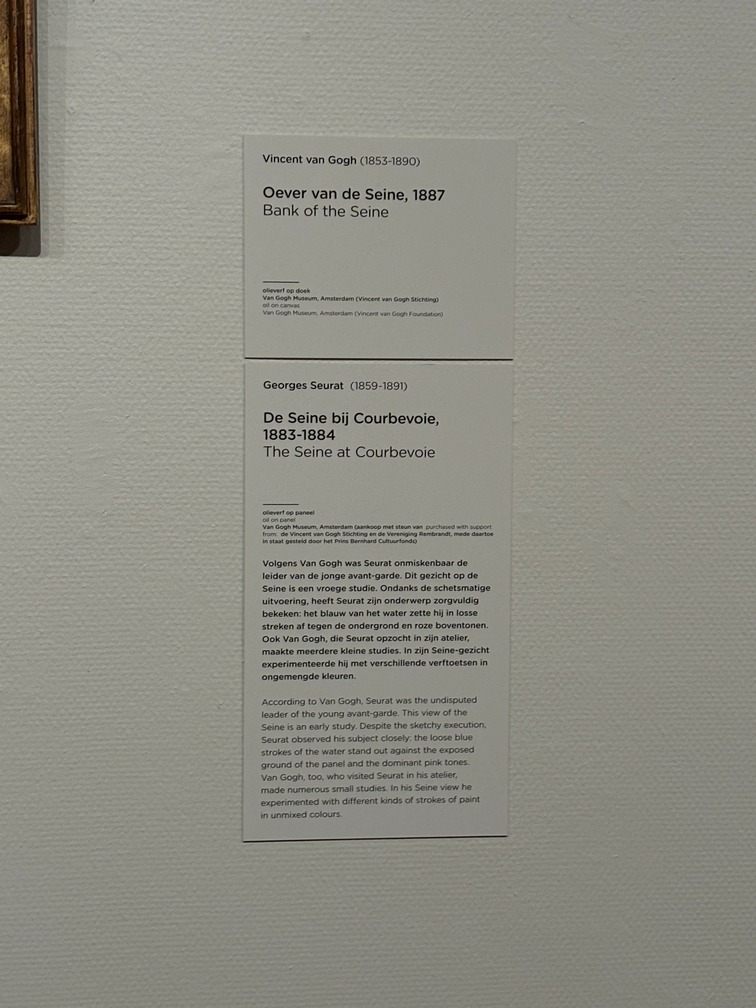 Vincent van Gogh (1853-1890)
Oever van de Seine, 1887
Bank of the Seine
olieverf op doek
Van Gogh Museum, Amsterdam (Vincent van Gogh Stichting)
oil on canvas
Van Gogh Museum, Amsterdam (Vincent van Gogh Foundation)
Georges Seurat (1859-1891)
De Seine bij Courbevoie,
1883-1884
The Seine at Courbevoie
olieverf op paneel
oil on panel
Van Gogh Museum, Amsterdam (aankoop met steun van purchased with support
from: de Vincent van Gogh Stichting en de Vereniging Rembrandt, mede daartoe
in staat gesteld door het Prins Bernhard Cultuurfonds)
Volgens Van Gogh was Seurat onmiskenbaar de
leider van de jonge avant-garde. Dit gezicht op de
Seine is een vroege studie. Ondanks de schetsmatige
uitvoering, heeft Seurat zijn onderwerp zorgvuldig
bekeken: het blauw van het water zette hij in losse
streken af tegen de ondergrond en roze boventonen.
Ook Van Gogh, die Seurat opzocht in zijn atelier,
maakte meerdere kleine studies. In zijn Seine-gezicht
experimenteerde hij met verschillende verftoetsen in
ongemengde kleuren.
According to Van Gogh, Seurat was the undisputed
leader of the young avant-garde. This view of the
Seine is an early study. Despite the sketchy execution,
Seurat observed his subject closely: the loose blue
strokes of the water stand out against the exposed
ground of the panel and the dominant pink tones.
Van Gogh, too, who visited Seurat in his atelier,
made numerous small studies. In his Seine view he
experimented with different kinds of strokes of paint
in unmixed colours.